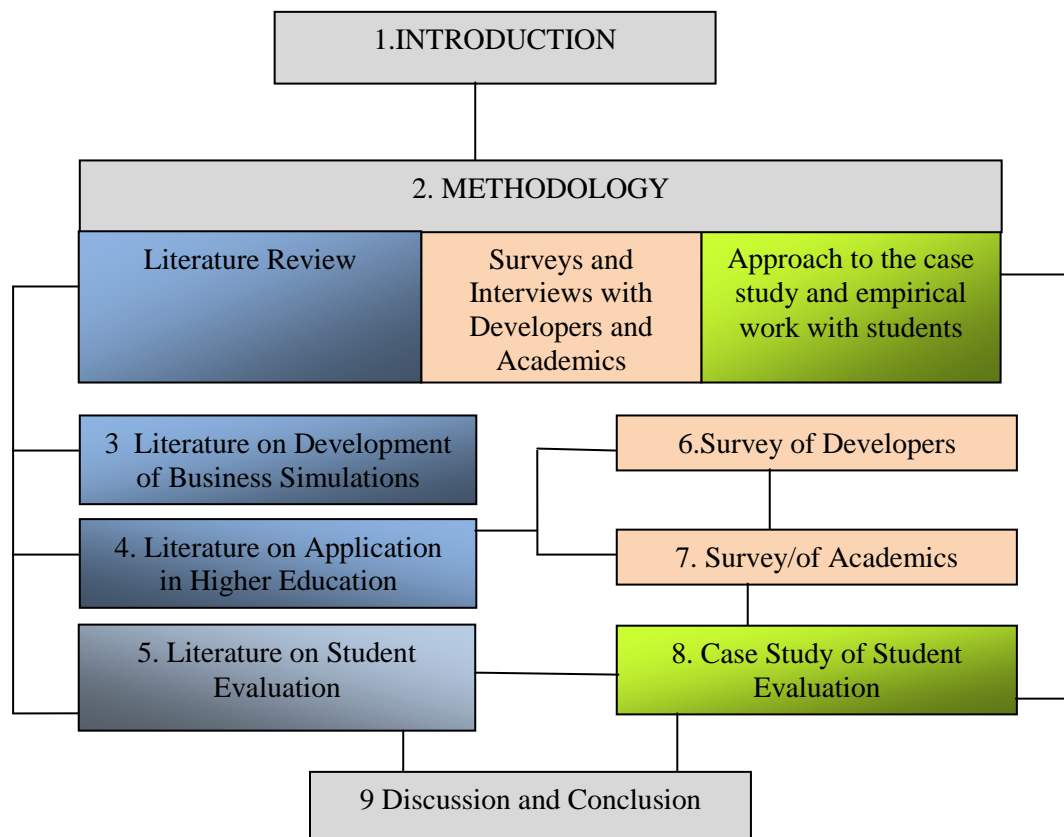 1.INTRODUCTION
2. METHODOLOGY
Literature Review
Surveys and
Interviews with
Developers and
Academics
Approach to the case
study and empirical
work with students
3 Literature on Development
of Business Simulations
6.Survey of Developers
4. Literature on Application
in Higher Education
7. Survey/of Academics
5. Literature on Student
Evaluation
8. Case Study of Student
Evaluation
9 Discussion and Conclusion